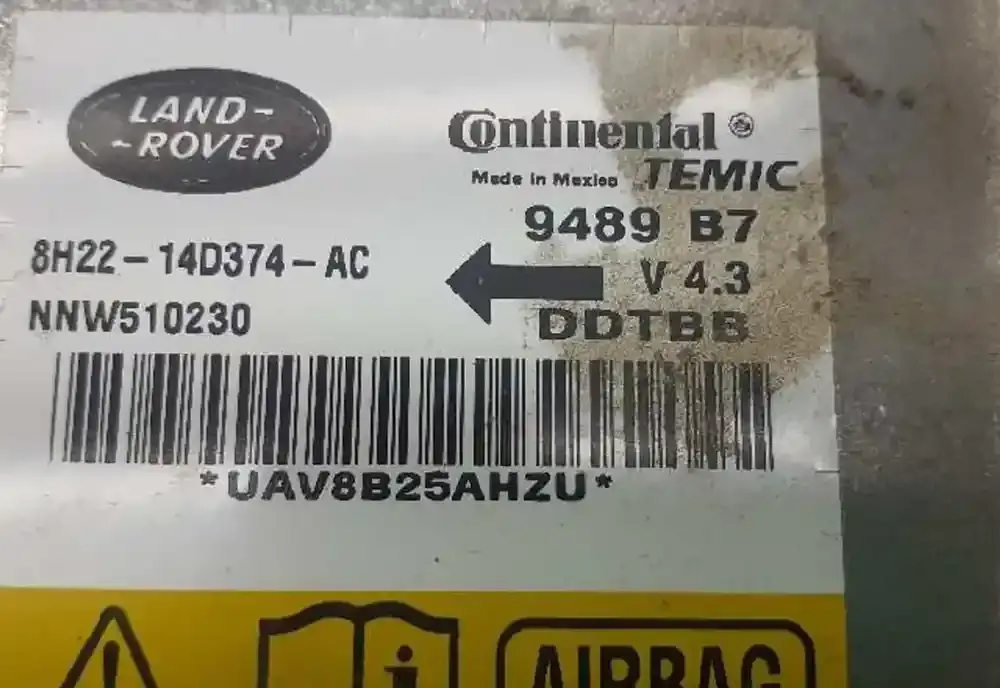 LAND-
-ROVER
Continental
Made in Mexico TEMIC
9489 B7
8H22-14D374-AC
V 4.3
NNW510230
DDTBB
*UAV8B25AHZU*
i
AIRBAG